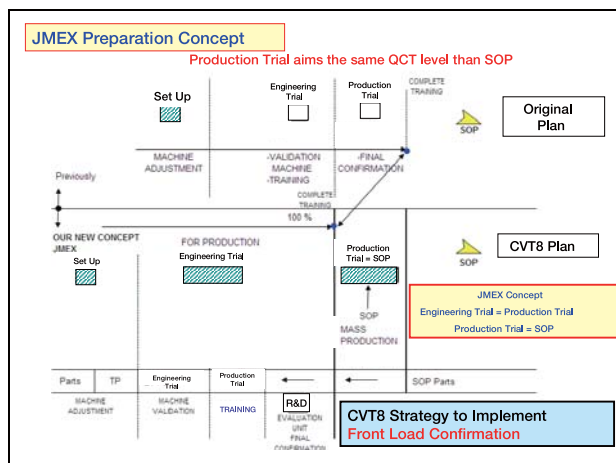 JMEX Preparation Concept
Production Trial aims the same QCT level than SOP
Set Up
Engineering
Trial
Production
Trial
COMPLETE
TRAINING
SOP
Original
Plan
MACHINE
ADJUSTMENT
-VALIDATION
MACHINE
-TRAINING
-FINAL
CONFIRMATION
Previously
COMPLETE
TRAINING
100 %
OUR NEW CONCEPT
JMEX
FOR PRODUCTION
Set Up
Engineering Trial
Production
Trial = SOP
SOP
CVT8 Plan
SOP
MASS
PRODUCTION
JMEX Concept
Engineering Trial = Production Trial
Production Trial = SOP
Parts
TP
Engineering
Trial
Production
Trial
SOP Parts
MACHINE
ADJUSTMENT
MACHINE
VALIDATION
TRAINING
R&D
EVALUATION
UNIT
FINAL
CONFIRMATION
CVT8 Strategy to Implement
Front Load Confirmation